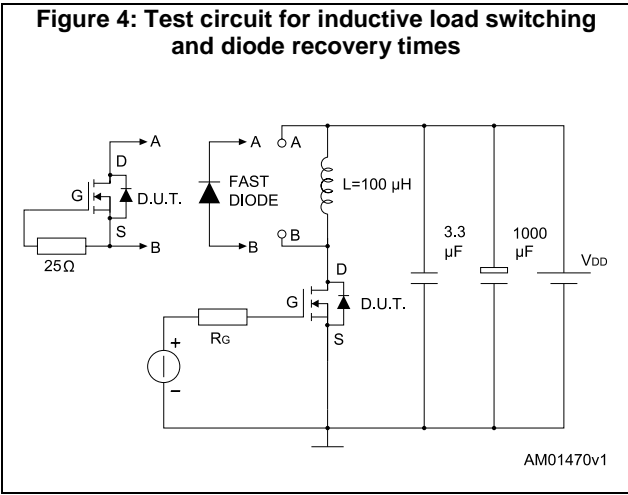 Figure 4: Test circuit for inductive load switching
and diode recovery times
A
A
A
D
G
D.U.T.
FAST
DIODE
L=100 µH
S
B
B
B
25Ω
3.3
µF
1000
µF
VDD
D
G
D.U.T.
RG
S
+
−
AM01470v1